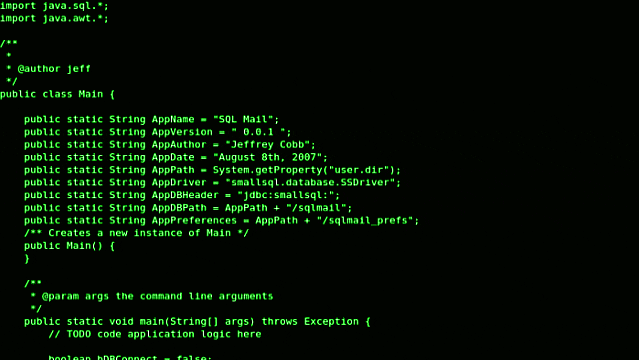 import java.sql.*;
import java.awt.*;
/**
*
* @author jeff
*/
public class Main {
public static String AppName = "SQL Mail";
public static String AppVersion = " 0.0.1 ";
public static String AppAuthor = "Jeffrey Cobb";
public static String AppDate = "August 8th, 2007";
public static String AppPath = System.getProperty("user.dir");
public static String AppDriver = "smallsql.database.SSDriver";
public static String AppDBHeader = "jdbc:smallsql:";
public static String AppDBPath = AppPath + "/sqlmail";
public static String AppPreferences = AppPath + "/sqlmail_prefs";
/** Creates a new instance of Main */
public Main() {
}
/**
* @param args the command line arguments
*/
public static void main(String[] args) throws Exception {
// TODO code application logic here
boolean bDBConnect = false;